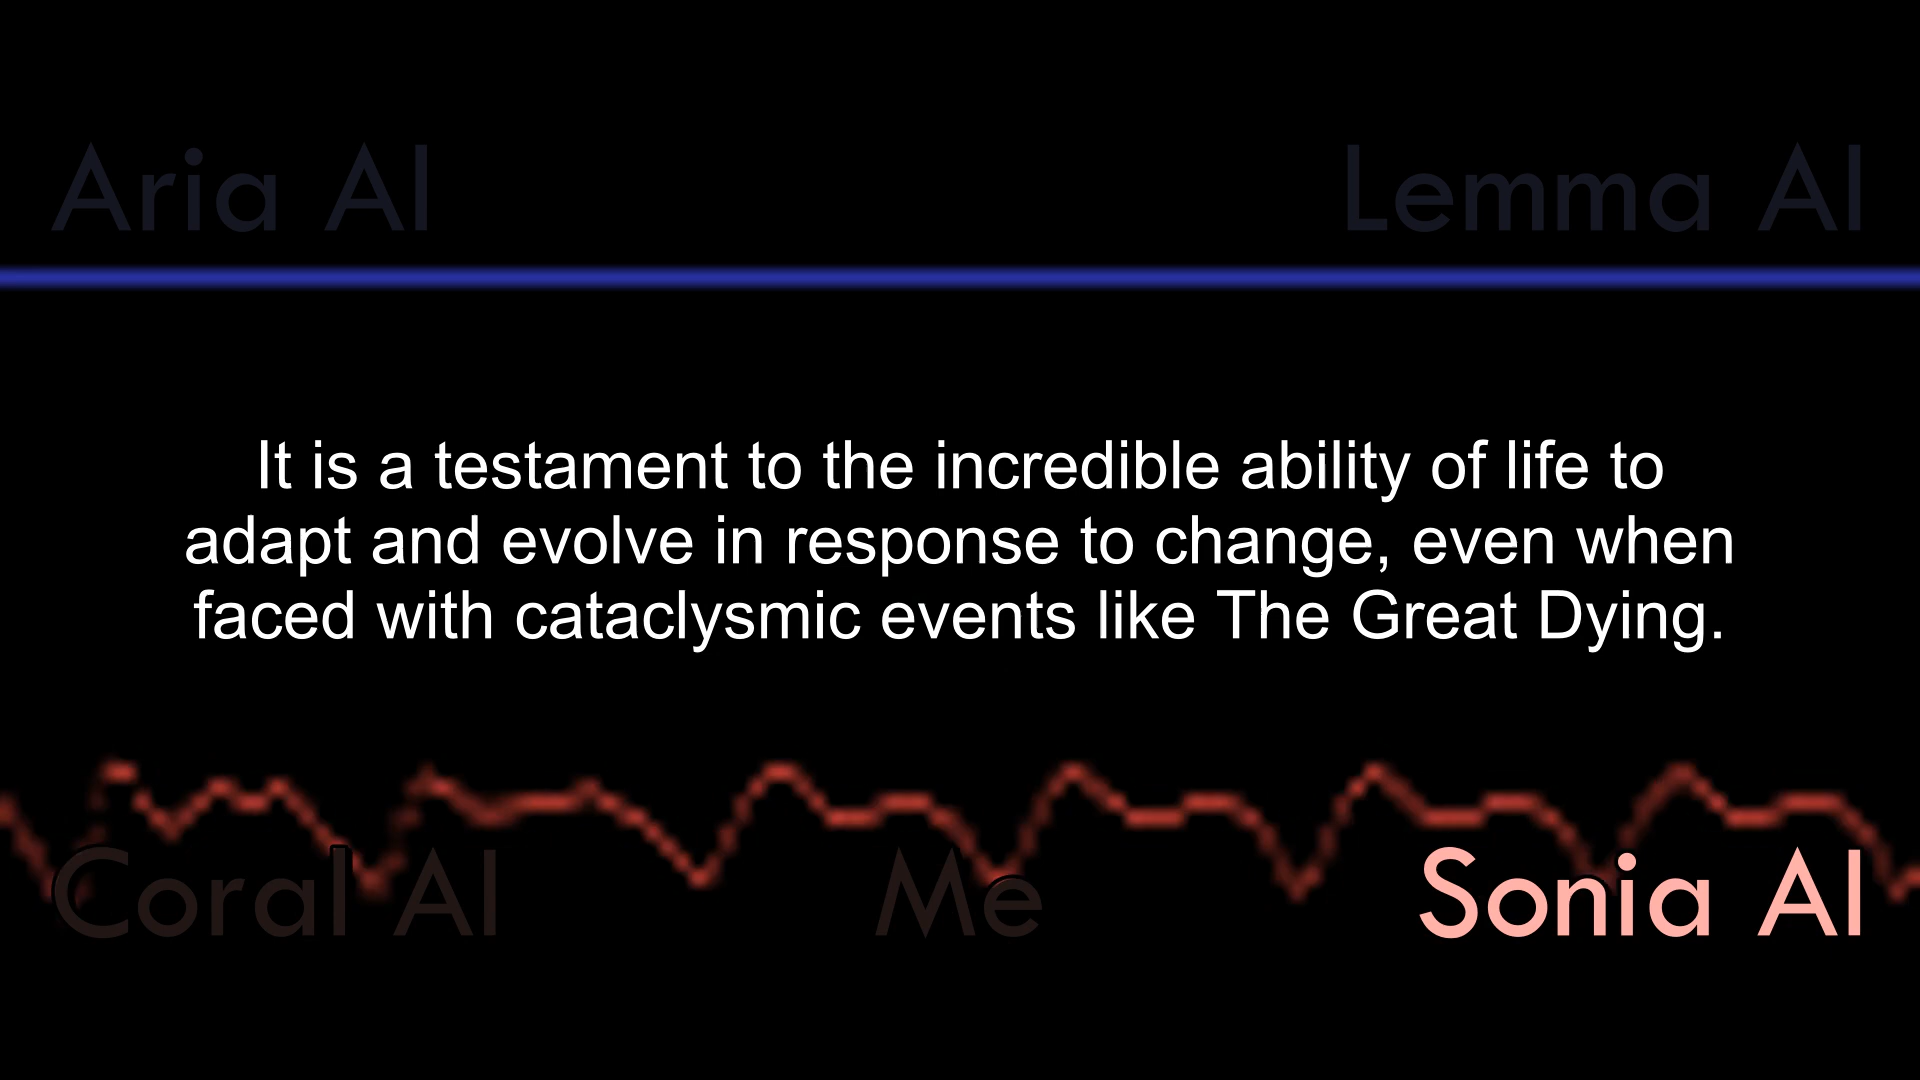 Aria AI
Lemma AI
It is a testament to the incredible ability of life to
adapt and evolve in response to change, even when
faced with cataclysmic events like The Great Dying.
Coral AI
Me
Sonia AI